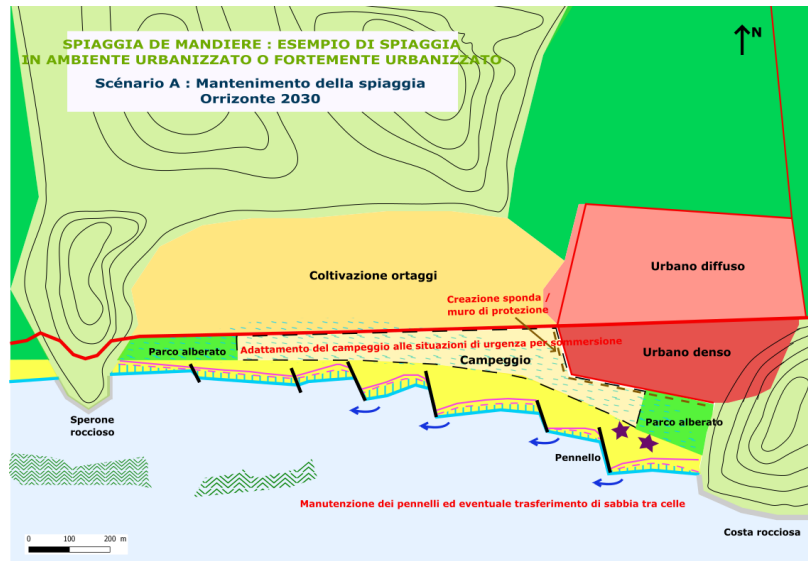 SPIAGGIA DE MANDIERE : ESEMPIO DI SPIAGGIA
IN AMBIENTE URBANIZZATO O FORTEMENTE URBANIZZATO
Scénario A : Mantenimento della spiaggia
Orrizonte 2030
N
Coltivazione ortaggi
Urbano diffuso
Creazione sponda /
muro di protezione
Parco alberato
Adattamento del campeggio alle situazioni di urgenza per sommersione
Campeggio
Urbano denso
Sperone
roccioso
Parco alberato
Pennello
Manutenzione dei pennelli ed eventuale trasferimento di sabbia tra celle
Costa rocciosa
0 100 200 m